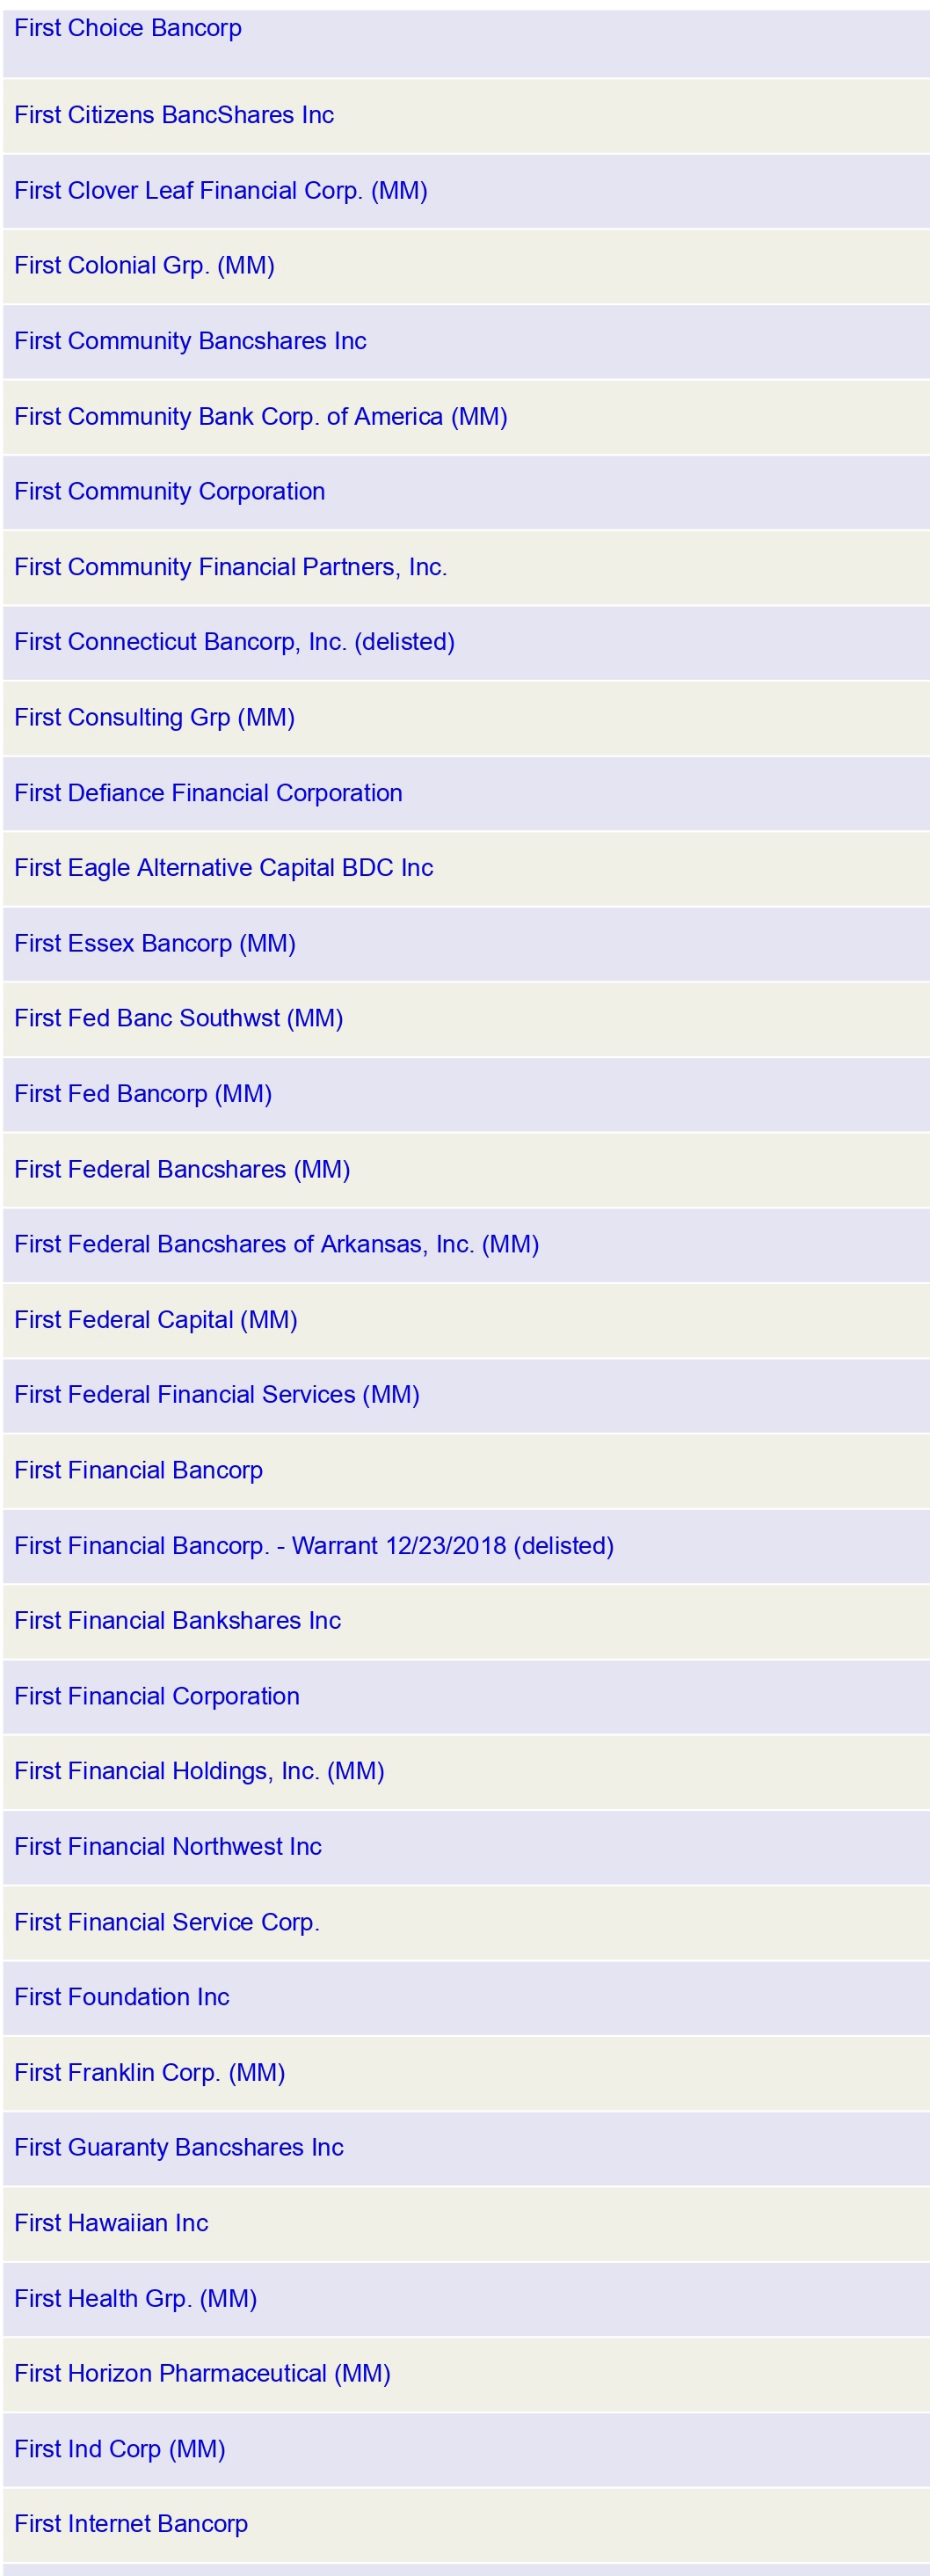 First Choice Bancorp
First Citizens BancShares Inc
First Clover Leaf Financial Corp. (MM)
First Colonial Grp. (MM)
First Community Bancshares Inc
First Community Bank Corp. of America (MM)
First Community Corporation
First Community Financial Partners, Inc.
First Connecticut Bancorp, Inc. (delisted)
First Consulting Grp (MM)
First Defiance Financial Corporation
First Eagle Alternative Capital BDC Inc
First Essex Bancorp (MM)
First Fed Banc Southwst (MM)
First Fed Bancorp (MM)
First Federal Bancshares (MM)
First Federal Bancshares of Arkansas, Inc. (MM)
First Federal Capital (MM)
First Federal Financial Services (MM)
First Financial Bancorp
First Financial Bancorp. - Warrant 12/23/2018 (delisted)
First Financial Bankshares Inc
First Financial Corporation
First Financial Holdings, Inc. (MM)
First Financial Northwest Inc
First Financial Service Corp.
First Foundation Inc
First Franklin Corp. (MM)
First Guaranty Bancshares Inc
First Hawaiian Inc
First Health Grp. (MM)
First Horizon Pharmaceutical (MM)
First Ind Corp (MM)
First Internet Bancorp